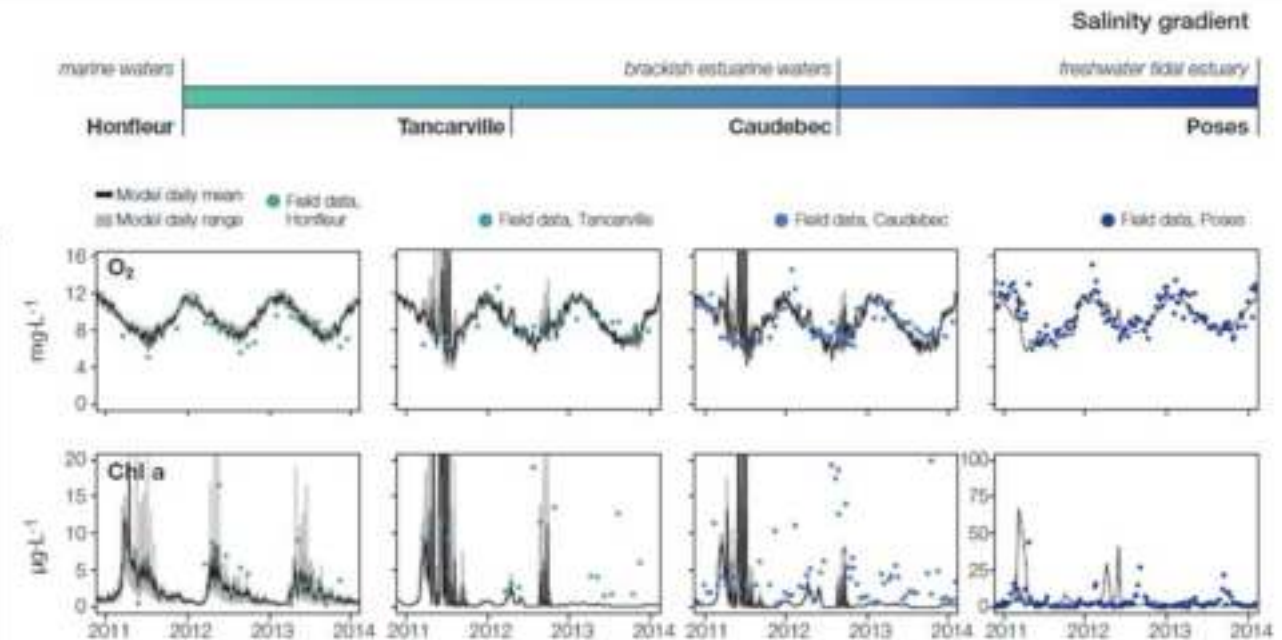 Salinity gradient
marine waters brackish estuarine waters freshwater tidal estuary
Honfleur Tancarville Caudebec Poses
Model daily mean Field data,
Model daily range Honfleur Field data, Tancarville Field data, Caudebec Field data, Poses
16 O₂
12
mg·L⁻¹
8
4
0
20 Chl a 100
15 75
µg·L⁻¹
10 50
5 25
0 0
2011 2012 2013 2014 2011 2012 2013 2014 2011 2012 2013 2014 2011 2012 2013 2014